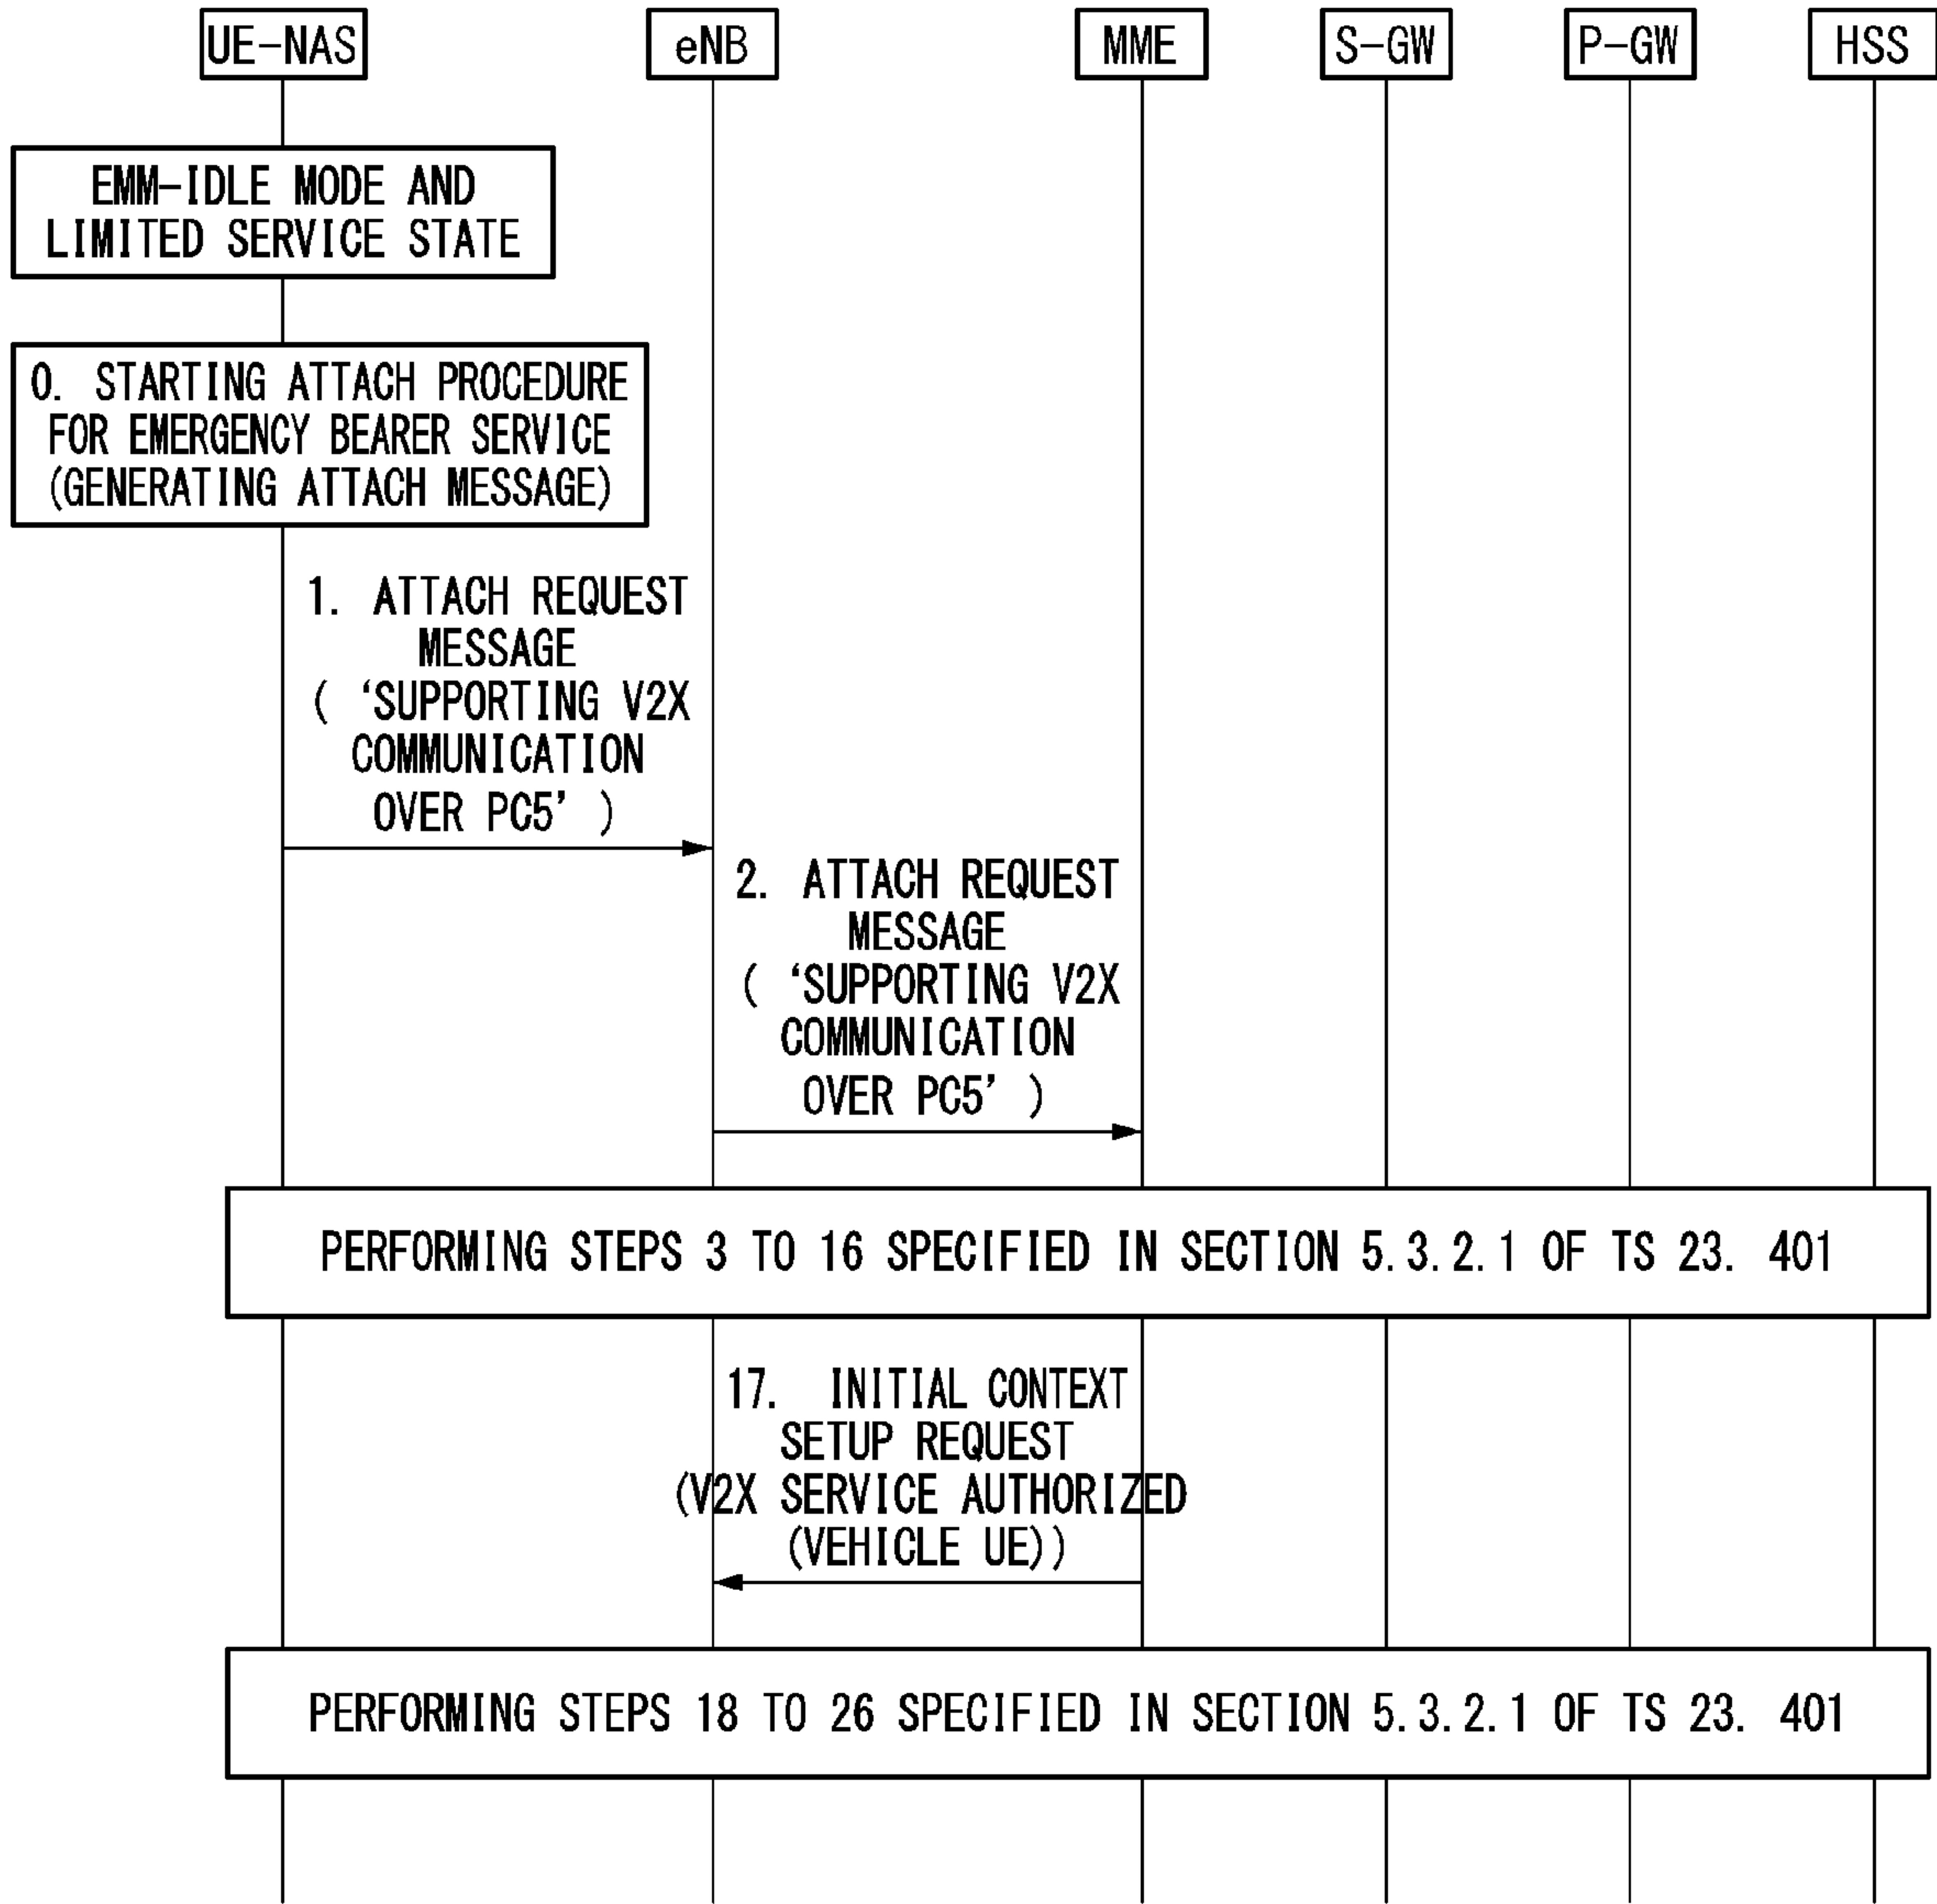 UE-NAS
eNB
MME
S-GW
P-GW
HSS
EMM-IDLE MODE AND
LIMITED SERVICE STATE
0. STARTING ATTACH PROCEDURE
FOR EMERGENCY BEARER SERVICE
(GENERATING ATTACH MESSAGE)
1. ATTACH REQUEST
MESSAGE
( ‘SUPPORTING V2X
COMMUNICATION
OVER PC5’ )
2. ATTACH REQUEST
MESSAGE
( ‘SUPPORTING V2X
COMMUNICATION
OVER PC5’ )
PERFORMING STEPS 3 TO 16 SPECIFIED IN SECTION 5.3.2.1 OF TS 23. 401
17. INITIAL CONTEXT
SETUP REQUEST
(V2X SERVICE AUTHORIZED
(VEHICLE UE))
PERFORMING STEPS 18 TO 26 SPECIFIED IN SECTION 5.3.2.1 OF TS 23. 401